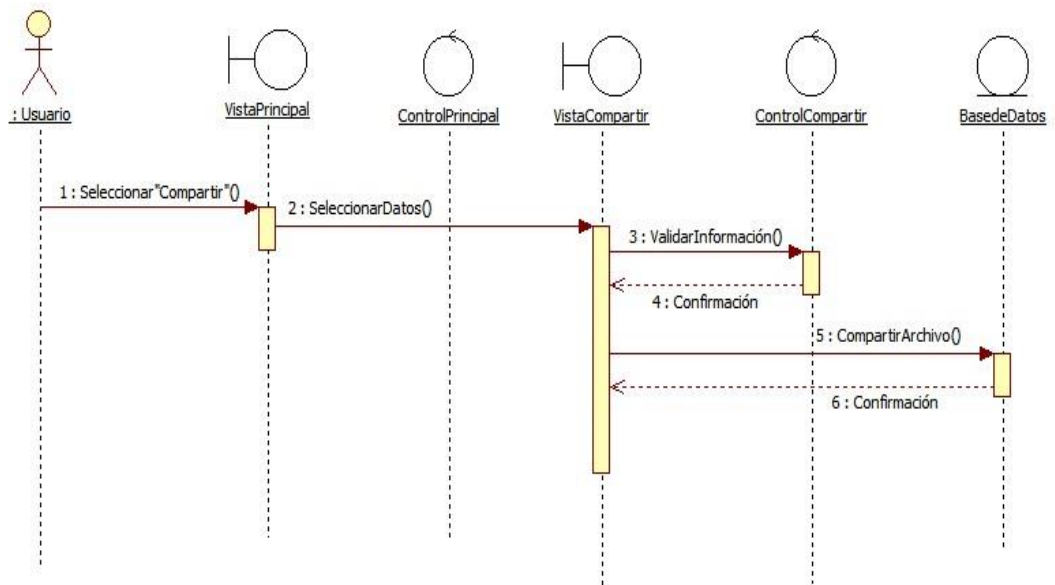 : Usuario
VistaPrincipal
ControlPrincipal
VistaCompartir
ControlCompartir
BasedeDatos
1 : Seleccionar"Compartir"()
2 : SeleccionarDatos()
3 : ValidarInformación()
4 : Confirmación
5 : CompartirArchivo()
6 : Confirmación